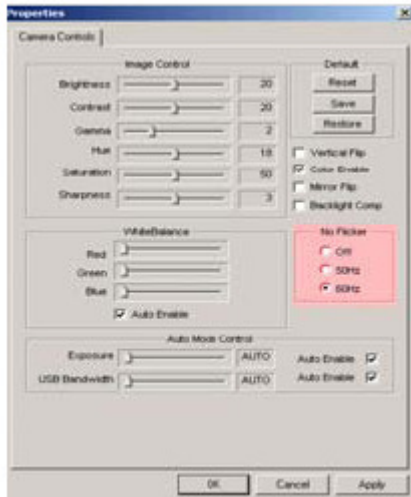 Properties
Camera Controls
Image Control
Brightness 20
Contrast 20
Gamma 2
Hue 18
Saturation 50
Sharpness 3
Default
Reset
Save
Restore
Vertical Flip
Color Enable
Mirror Flip
Backlight Comp
WhiteBalance
Red
Green
Blue
Auto Enable
No Flicker
Off
50Hz
60Hz
Auto Mode Control
Exposure AUTO Auto Enable
USB Bandwidth AUTO Auto Enable
OK Cancel Apply